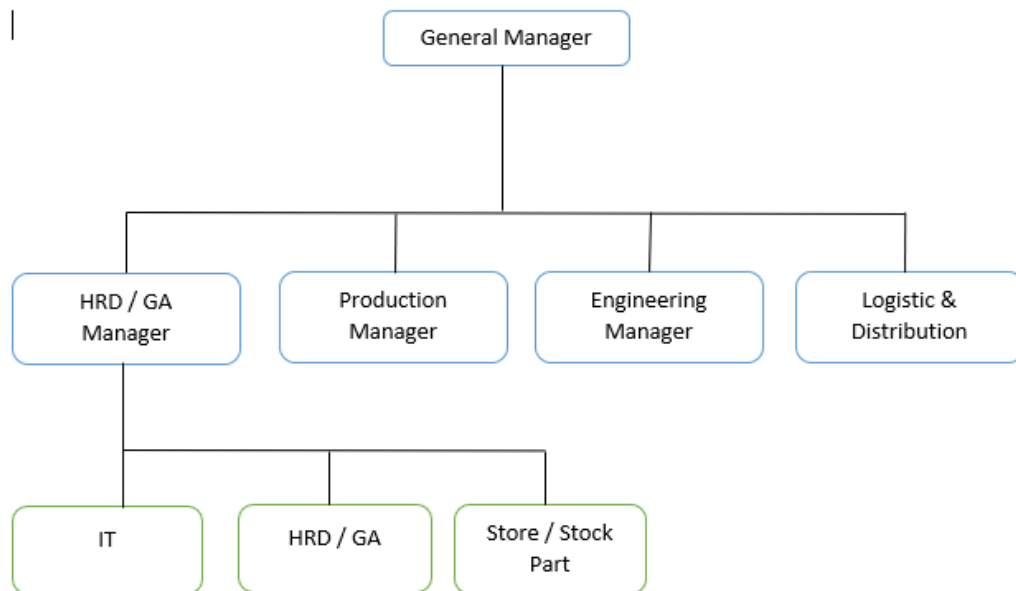 General Manager
HRD / GA
Manager
Production
Manager
Engineering
Manager
Logistic &
Distribution
IT
HRD / GA
Store / Stock
Part